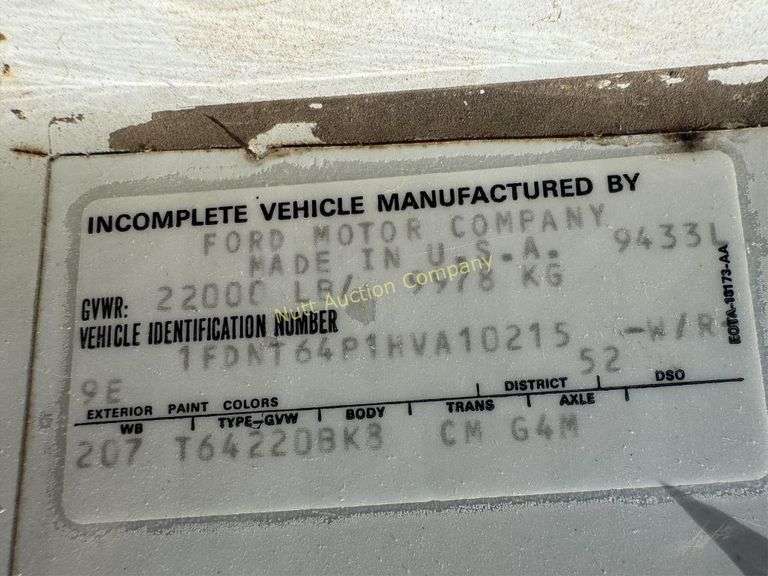 INCOMPLETE VEHICLE MANUFACTURED BY
FORD MOTOR COMPANY
MADE IN U.S.A.
9433L
GVWR: 22000 LB/ 9978 KG
Nutt Auction Company
VEHICLE IDENTIFICATION NUMBER
1FDNT64P1HVA10215
-W/R-
9E
52
EXTERIOR PAINT COLORS
DISTRICT
DSO
WB
TYPE-GVW
BODY
TRANS
AXLE
207 T64220BK8 CM G4M
EOTA-16173-AA